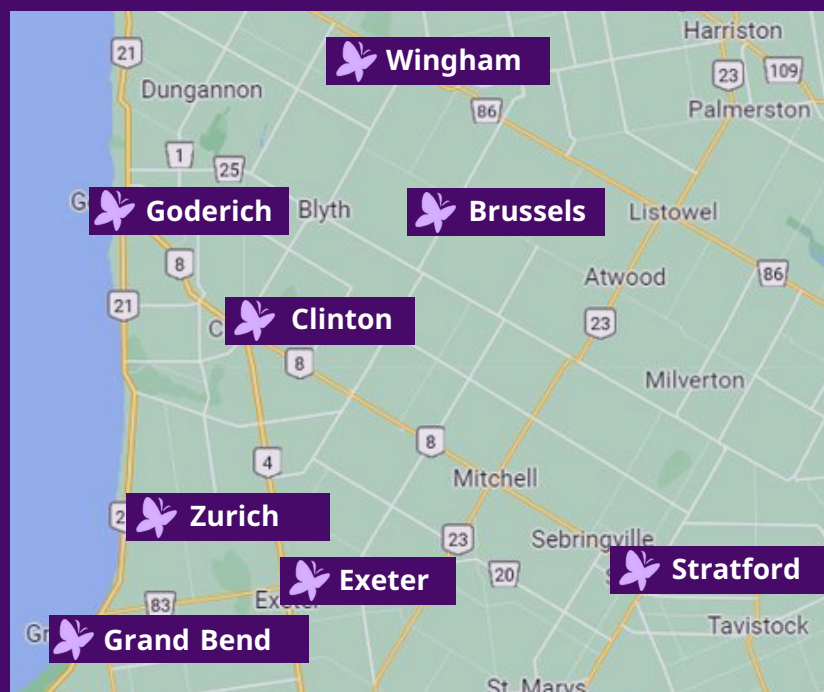 Harriston
Wingham
21
23
109
Dungannon
86
Palmerston
1
25
Goderich
Blyth
Brussels
Listowel
8
86
Atwood
21
Clinton
23
8
Milverton
8
4
Mitchell
Zurich
23
Sebringville
Stratford
20
Exeter
83
Exeter
Grand Bend
Tavistock
St. Marys